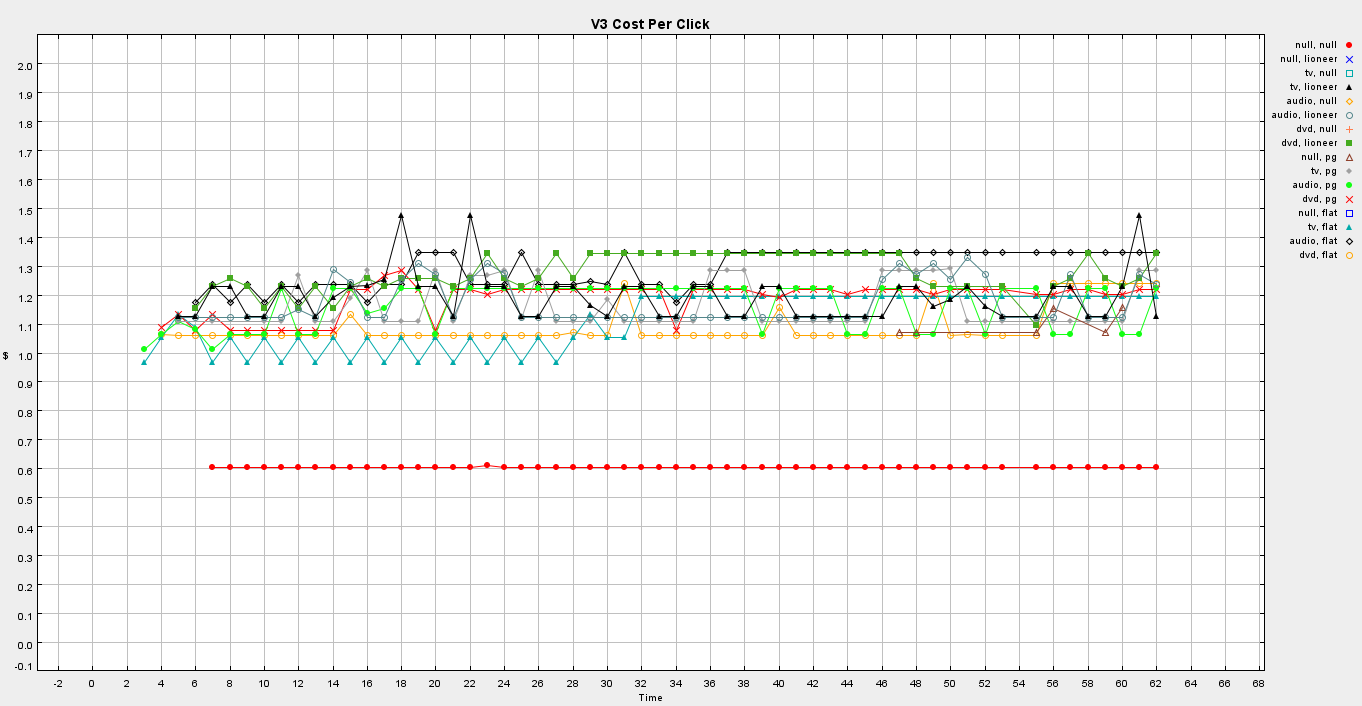 V3 Cost Per Click
null, null
null, lioneer
tv, null
tv, lioneer
audio, null
audio, lioneer
dvd, null
dvd, lioneer
null, pg
tv, pg
audio, pg
dvd, pg
null, flat
tv, flat
audio, flat
dvd, flat
2.0
1.9
1.8
1.7
1.6
1.5
1.4
1.3
1.2
1.1
1.0
$
0.9
0.8
0.7
0.6
0.5
0.4
0.3
0.2
0.1
0.0
-0.1
-2 0 2 4 6 8 10 12 14 16 18 20 22 24 26 28 30 32 34 36 38 40 42 44 46 48 50 52 54 56 58 60 62 64 66 68
Time